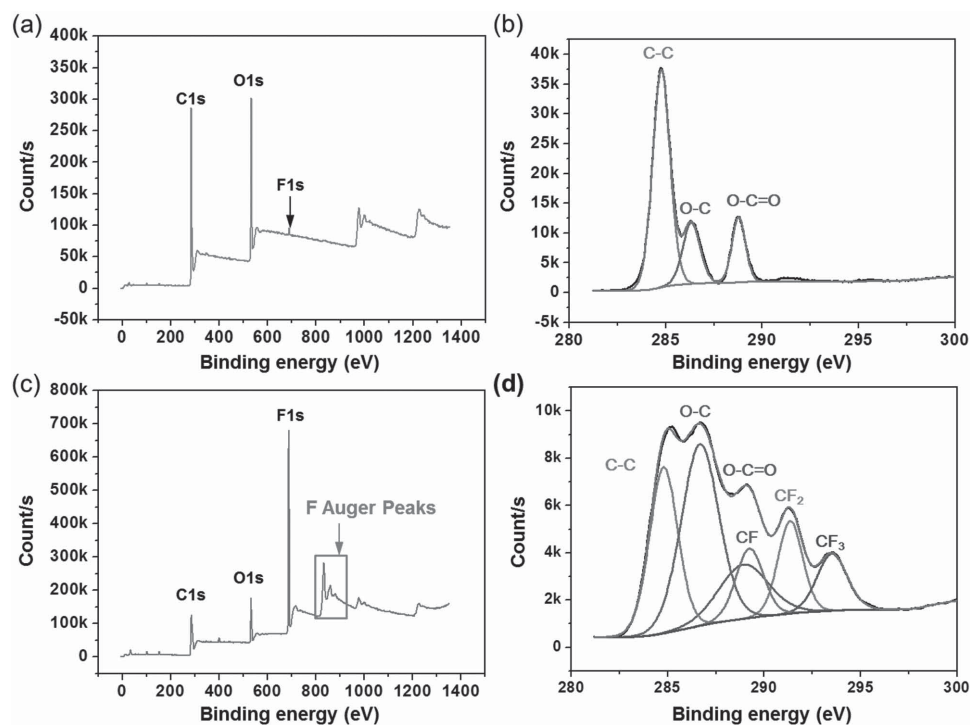 (a)
400k
350k
300k
250k
200k
150k
100k
50k
0
-50k
Count/s
C1s
O1s
F1s
0 200 400 600 800 1000 1200 1400
Binding energy (eV)
(b)
40k
35k
30k
25k
20k
15k
10k
5k
0
-5k
Count/s
C-C
O-C
O-C=O
280 285 290 295 300
Binding energy (eV)
(c)
800k
700k
600k
500k
400k
300k
200k
100k
0
Count/s
F1s
F Auger Peaks
C1s
O1s
0 200 400 600 800 1000 1200 1400
Binding energy (eV)
(d)
10k
8k
6k
4k
2k
0
Count/s
O-C
C-C
O-C=O
CF₂
CF
CF₃
280 285 290 295 300
Binding energy (eV)